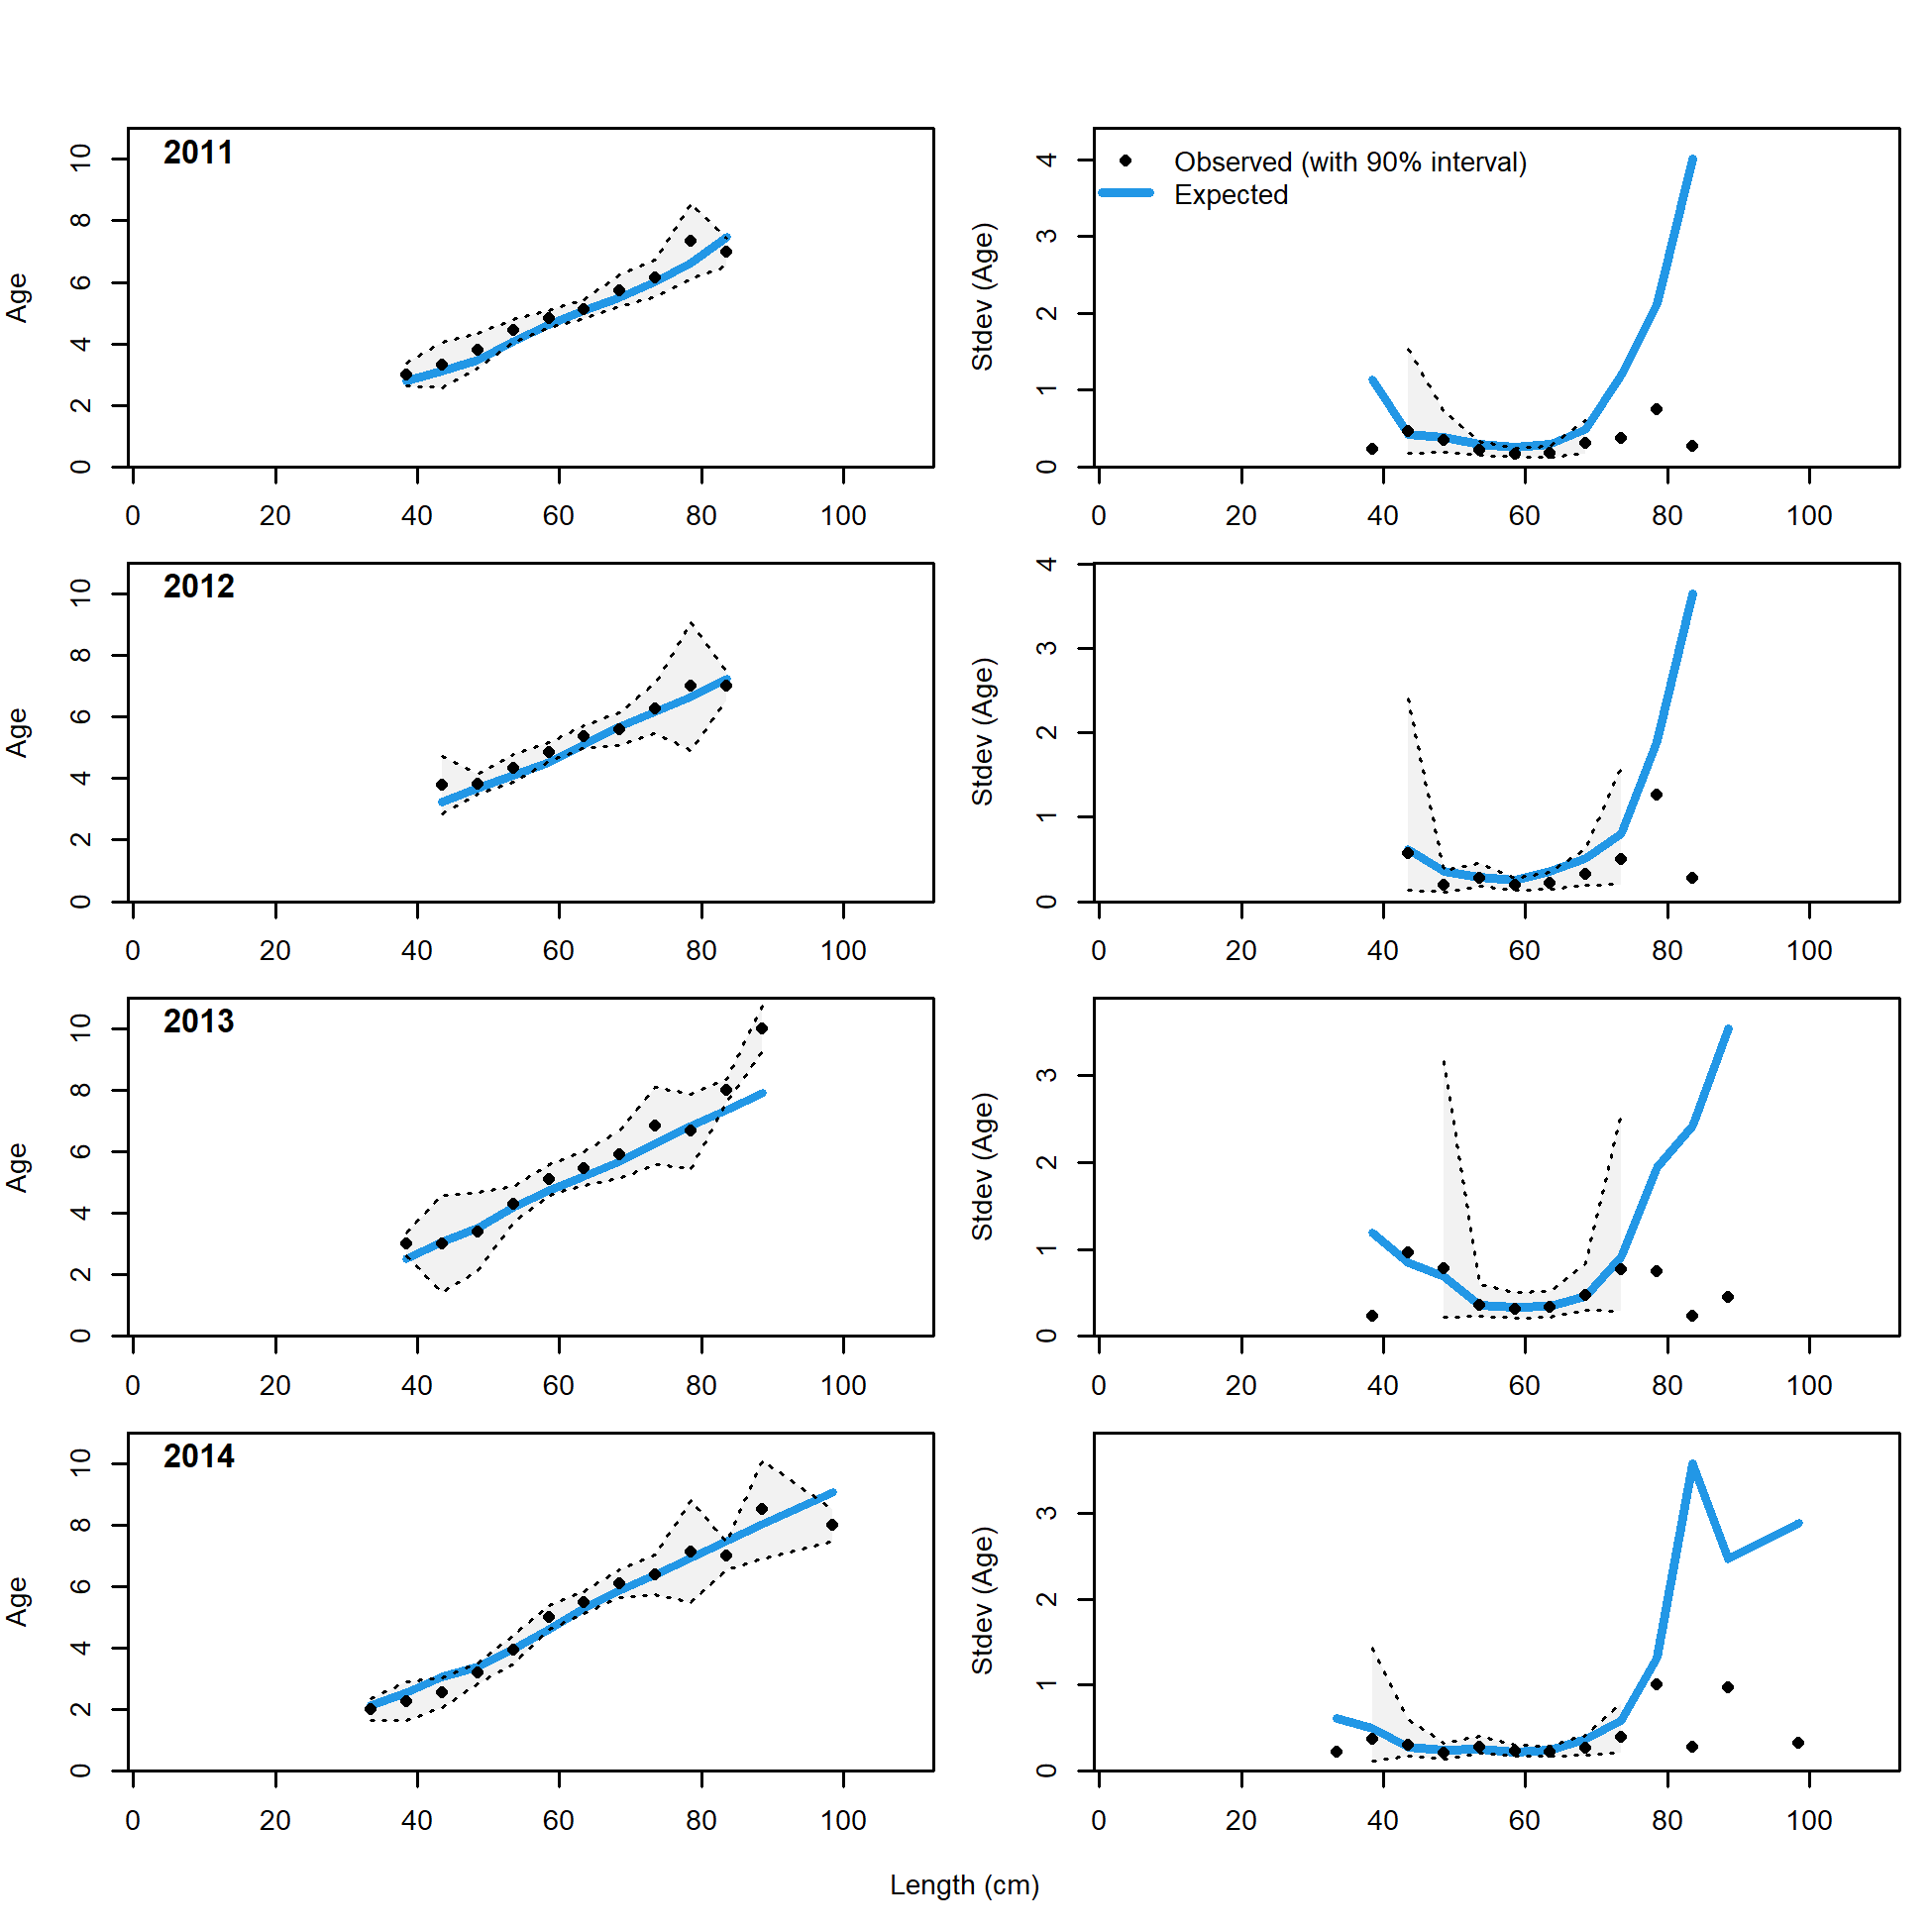 2011
Age
0 2 4 6 8 10
0 20 40 60 80 100
Observed (with 90% interval)
Expected
Stdev (Age)
0 1 2 3 4
0 20 40 60 80 100
2012
Age
0 2 4 6 8 10
0 20 40 60 80 100
Stdev (Age)
0 1 2 3 4
0 20 40 60 80 100
2013
Age
0 2 4 6 8 10
0 20 40 60 80 100
Stdev (Age)
0 1 2 3
0 20 40 60 80 100
2014
Age
0 2 4 6 8 10
0 20 40 60 80 100
Stdev (Age)
0 1 2 3
0 20 40 60 80 100
Length (cm)